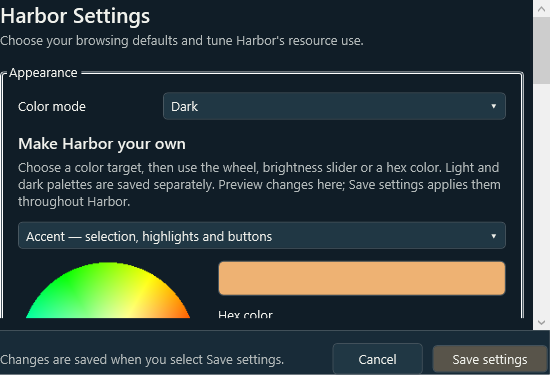 Harbor Settings
Choose your browsing defaults and tune Harbor's resource use.
Appearance
Color mode
Dark
Make Harbor your own
Choose a color target, then use the wheel, brightness slider or a hex color. Light and
dark palettes are saved separately. Preview changes here; Save settings applies them
throughout Harbor.
Accent — selection, highlights and buttons
Hex color
Changes are saved when you select Save settings.
Cancel
Save settings